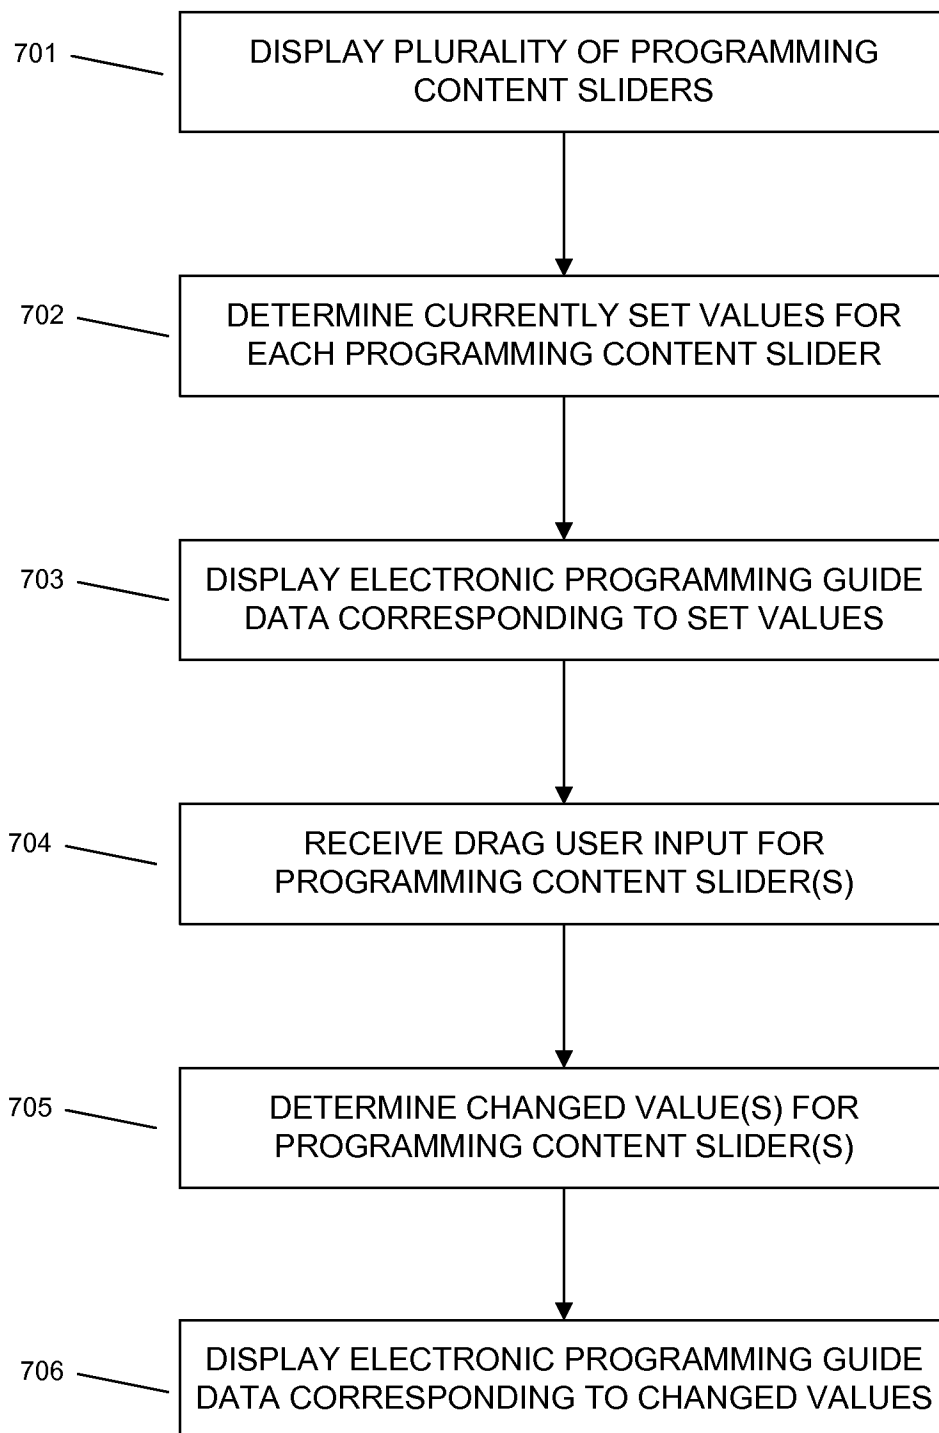 701
DISPLAY PLURALITY OF PROGRAMMING
CONTENT SLIDERS
702
DETERMINE CURRENTLY SET VALUES FOR
EACH PROGRAMMING CONTENT SLIDER
703
DISPLAY ELECTRONIC PROGRAMMING GUIDE
DATA CORRESPONDING TO SET VALUES
704
RECEIVE DRAG USER INPUT FOR
PROGRAMMING CONTENT SLIDER(S)
705
DETERMINE CHANGED VALUE(S) FOR
PROGRAMMING CONTENT SLIDER(S)
706
DISPLAY ELECTRONIC PROGRAMMING GUIDE
DATA CORRESPONDING TO CHANGED VALUES